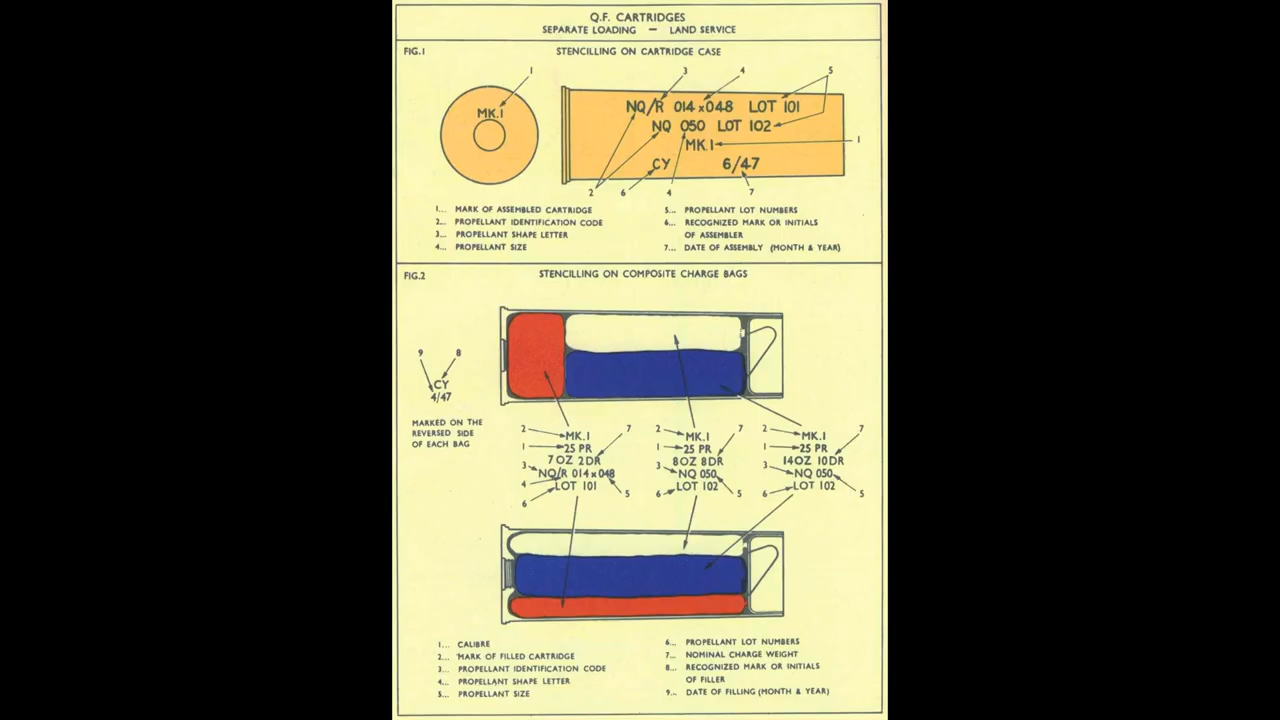 Q.F. CARTRIDGES
SEPARATE LOADING — LAND SERVICE
FIG.1 STENCILLING ON CARTRIDGE CASE
1 3 4 5
MK.1
NQ/R 014x048 LOT 101
NQ 050 LOT 102
MK.1 1
CY 6/47
2 6 4 7
1... MARK OF ASSEMBLED CARTRIDGE
2... PROPELLANT IDENTIFICATION CODE
3... PROPELLANT SHAPE LETTER
4... PROPELLANT SIZE
5... PROPELLANT LOT NUMBERS
6... RECOGNIZED MARK OR INITIALS
OF ASSEMBLER
7... DATE OF ASSEMBLY (MONTH & YEAR)
FIG.2 STENCILLING ON COMPOSITE CHARGE BAGS
9 8
CY
4/47
MARKED ON THE
REVERSED SIDE
OF EACH BAG
2 MK.1 7
1 25 PR
7 OZ 2 DR
3 NQ/R 014x048
4 LOT 101 5
6
2 MK.1 7
1 25 PR
8 OZ 8 DR
3 NQ 050
6 LOT 102 5
2 MK.1 7
1 25 PR
14 OZ 10 DR
3 NQ 050
6 LOT 102 5
1... CALIBRE
2... MARK OF FILLED CARTRIDGE
3... PROPELLANT IDENTIFICATION CODE
4... PROPELLANT SHAPE LETTER
5... PROPELLANT SIZE
6... PROPELLANT LOT NUMBERS
7... NOMINAL CHARGE WEIGHT
8... RECOGNIZED MARK OR INITIALS
OF FILLER
9... DATE OF FILLING (MONTH & YEAR)